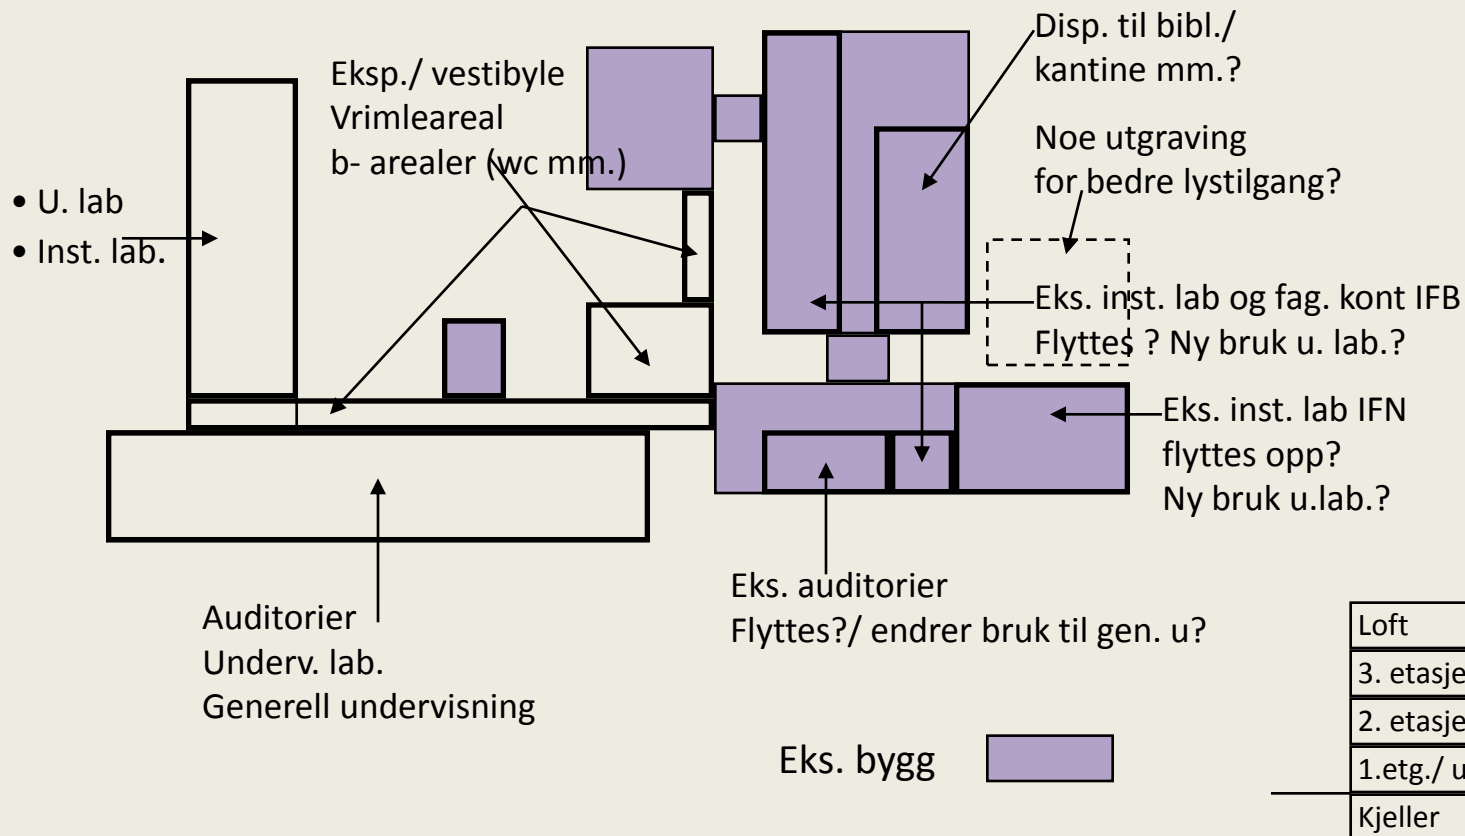 Disp. til bibl./
kantine mm.?
Eksp./ vestibyle
Vrimleareal
b- arealer (wc mm.)
Noe utgraving
for bedre lystilgang?
• U. lab
• Inst. lab.
Eks. inst. lab og fag. kont IFB
Flyttes ? Ny bruk u. lab.?
Eks. inst. lab IFN
flyttes opp?
Ny bruk u.lab.?
Eks. auditorier
Flyttes?/ endrer bruk til gen. u?
Auditorier
Underv. lab.
Generell undervisning
Eks. bygg
Loft
3. etasje
2. etasje
1.etg./ u
Kjeller